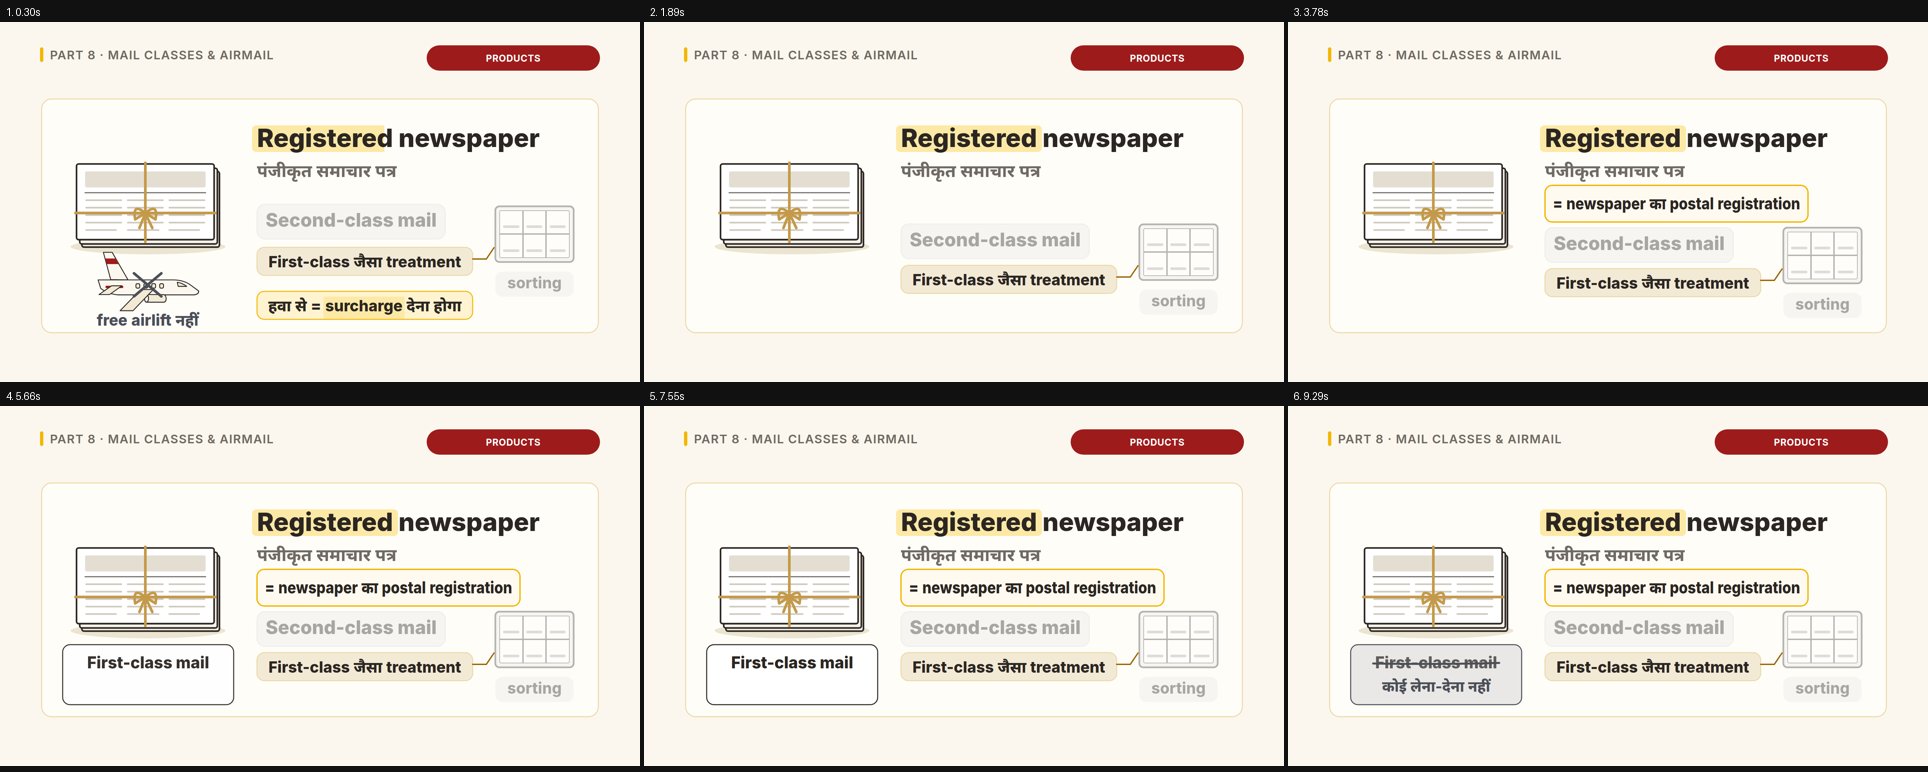 1. 0.30s
PART 8 · MAIL CLASSES & AIRMAIL
PRODUCTS
Registered newspaper
पंजीकृत समाचार पत्र
Second-class mail
First-class जैसा treatment
sorting
हवा से = surcharge देना होगा
free airlift नहीं
2. 1.89s
PART 8 · MAIL CLASSES & AIRMAIL
PRODUCTS
Registered newspaper
पंजीकृत समाचार पत्र
Second-class mail
First-class जैसा treatment
sorting
3. 3.78s
PART 8 · MAIL CLASSES & AIRMAIL
PRODUCTS
Registered newspaper
पंजीकृत समाचार पत्र
= newspaper का postal registration
Second-class mail
First-class जैसा treatment
sorting
4. 5.66s
PART 8 · MAIL CLASSES & AIRMAIL
PRODUCTS
Registered newspaper
पंजीकृत समाचार पत्र
= newspaper का postal registration
Second-class mail
First-class mail
First-class जैसा treatment
sorting
5. 7.55s
PART 8 · MAIL CLASSES & AIRMAIL
PRODUCTS
Registered newspaper
पंजीकृत समाचार पत्र
= newspaper का postal registration
Second-class mail
First-class mail
First-class जैसा treatment
sorting
6. 9.29s
PART 8 · MAIL CLASSES & AIRMAIL
PRODUCTS
Registered newspaper
पंजीकृत समाचार पत्र
= newspaper का postal registration
Second-class mail
First-class mail
कोई लेना-देना नहीं
First-class जैसा treatment
sorting